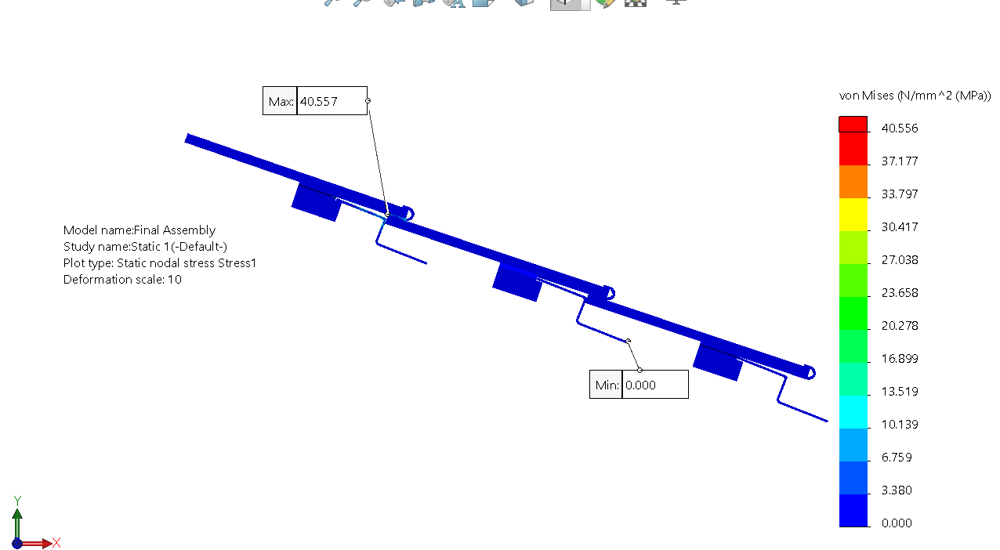 Max: 40.557
von Mises (N/mm^2 (MPa))
40.556
37.177
33.797
30.417
27.038
23.658
20.278
16.899
13.519
10.139
6.759
3.380
0.000
Model name:Final Assembly
Study name:Static 1(-Default-)
Plot type: Static nodal stress Stress1
Deformation scale: 10
Min: 0.000
Y
X